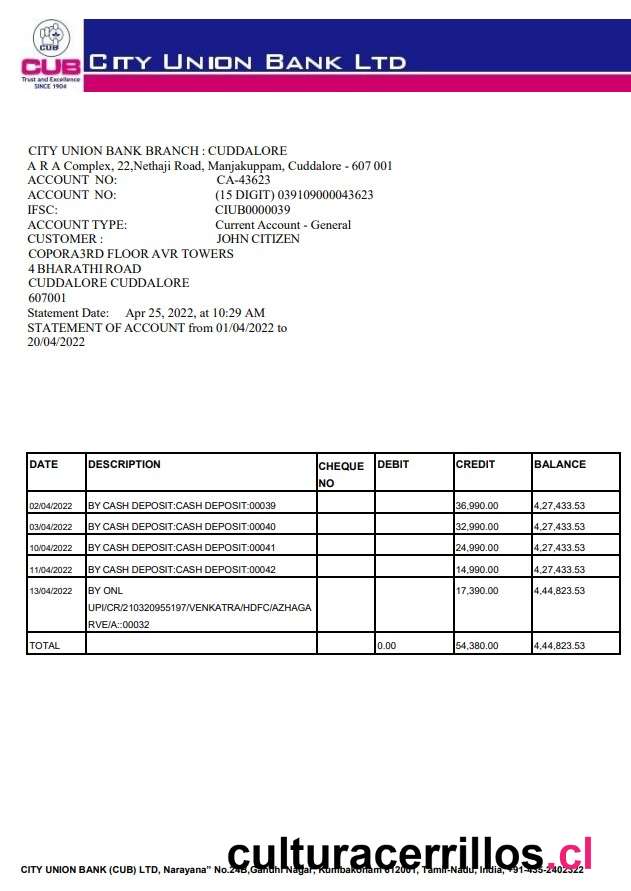 CUB
CUB
Trust and Excellence
SINCE 1904
CITY UNION BANK LTD
CITY UNION BANK BRANCH : CUDDALORE
A R A Complex, 22,Nethaji Road, Manjakuppam, Cuddalore - 607 001
ACCOUNT NO: CA-43623
ACCOUNT NO: (15 DIGIT) 039109000043623
IFSC: CIUB0000039
ACCOUNT TYPE: Current Account - General
CUSTOMER : JOHN CITIZEN
COPORA3RD FLOOR AVR TOWERS
4 BHARATHI ROAD
CUDDALORE CUDDALORE
607001
Statement Date: Apr 25, 2022, at 10:29 AM
STATEMENT OF ACCOUNT from 01/04/2022 to
20/04/2022
DATE DESCRIPTION CHEQUE NO DEBIT CREDIT BALANCE
02/04/2022 BY CASH DEPOSIT:CASH DEPOSIT:00039 36,990.00 4,27,433.53
03/04/2022 BY CASH DEPOSIT:CASH DEPOSIT:00040 32,990.00 4,27,433.53
10/04/2022 BY CASH DEPOSIT:CASH DEPOSIT:00041 24,990.00 4,27,433.53
11/04/2022 BY CASH DEPOSIT:CASH DEPOSIT:00042 14,990.00 4,27,433.53
13/04/2022 BY ONL 17,390.00 4,44,823.53
UPI/CR/210320955197/VENKATRA/HDFC/AZHAGA
RVE/A::00032
TOTAL 0.00 54,380.00 4,44,823.53
culturacerrillos.cl
CITY UNION BANK (CUB) LTD, Narayana" No.24B,Gandhi Nagar, Kumbakonam 612001, Tamil-Nadu, India, +91-435-2402322